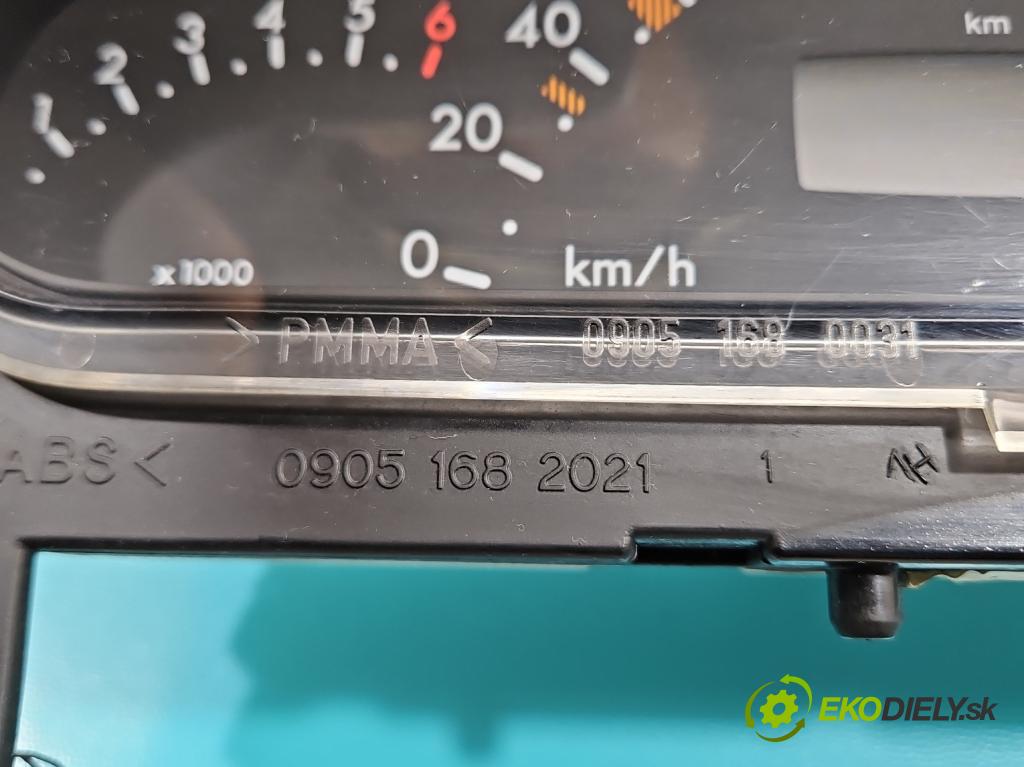 1 2 3 4 5 6
40
km
20
0
x1000
km/h
> PMMA < 0905 168 0031
ABS < 0905 168 2021 1
EKODIELY.sk